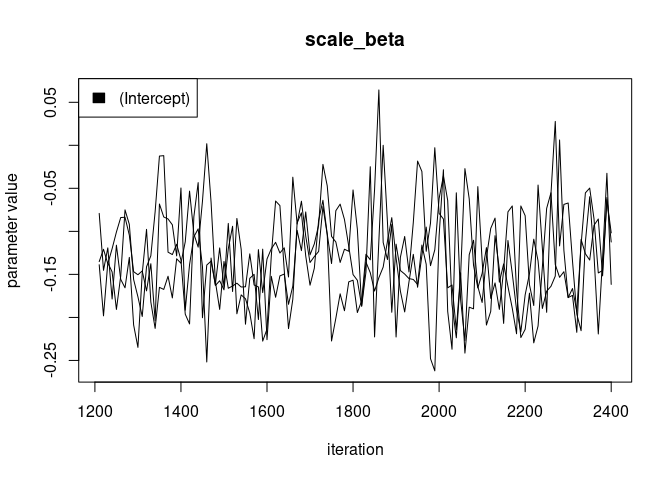 scale_beta
(Intercept)
parameter value
0.05
-0.05
-0.15
-0.25
1200 1400 1600 1800 2000 2200 2400
iteration